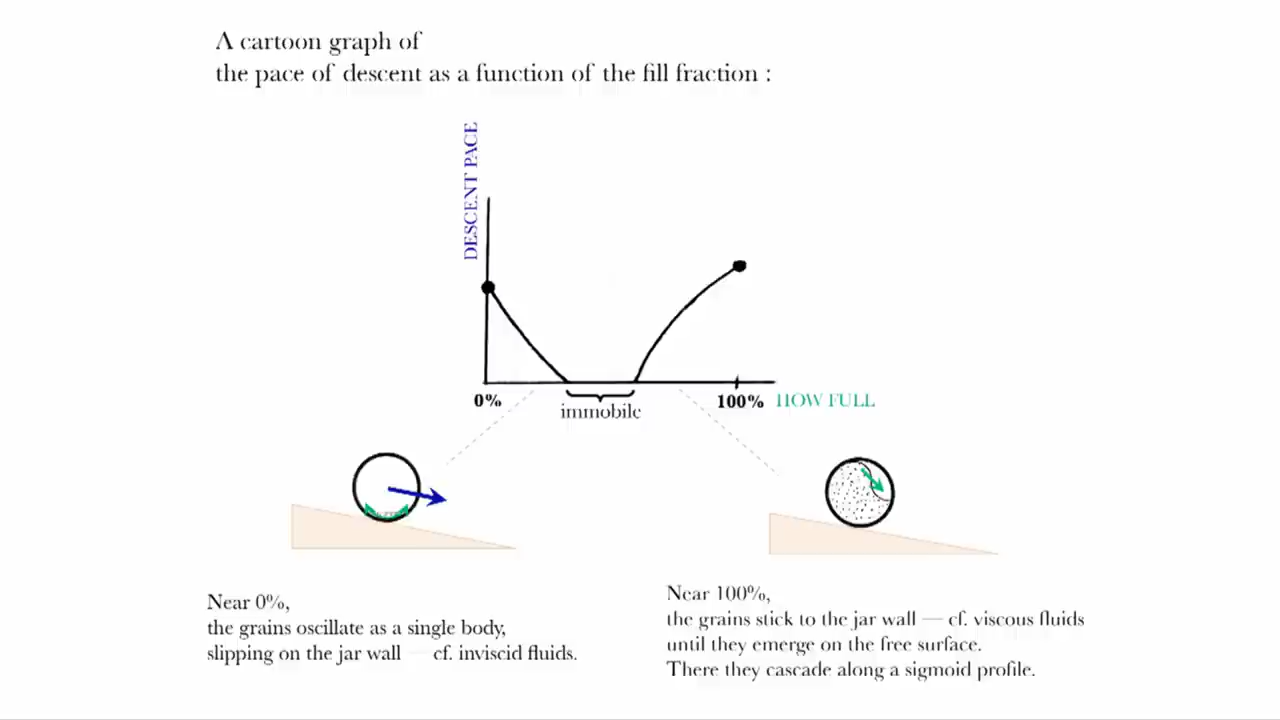 A cartoon graph of
the pace of descent as a function of the fill fraction :
DESCENT PACE
0%
immobile
100%
HOW FULL
Near 0%,
the grains oscillate as a single body,
slipping on the jar wall — cf. inviscid fluids.
Near 100%,
the grains stick to the jar wall — cf. viscous fluids
until they emerge on the free surface.
There they cascade along a sigmoid profile.